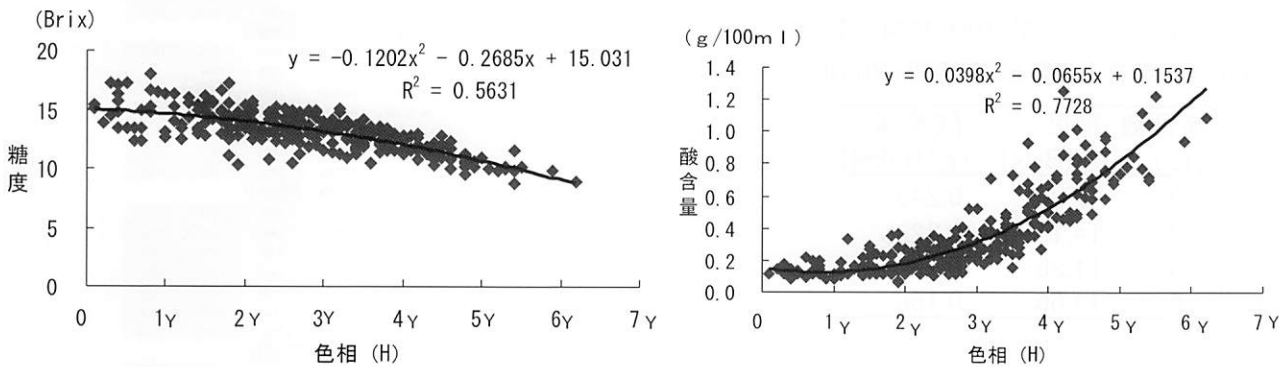 (Brix)
20
15
10
5
0
糖度
y = -0.1202x² - 0.2685x + 15.031
R² = 0.5631
0 1Y 2Y 3Y 4Y 5Y 6Y 7Y
色相 (H)
(g/100ml)
1.4
1.2
1.0
0.8
0.6
0.4
0.2
0.0
酸含量
y = 0.0398x² - 0.0655x + 0.1537
R² = 0.7728
0 1Y 2Y 3Y 4Y 5Y 6Y 7Y
色相 (H)